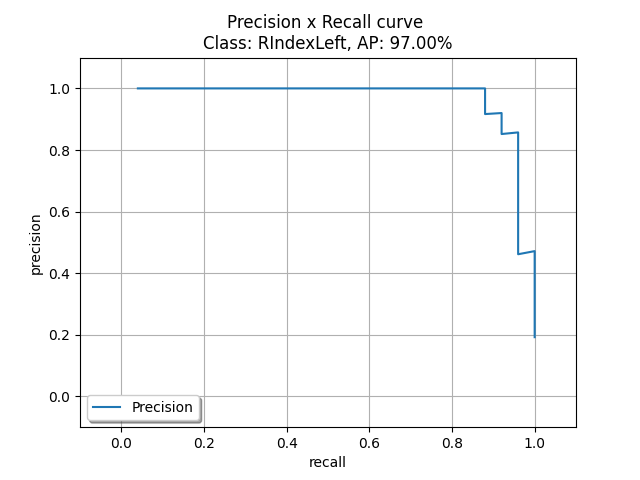 Precision x Recall curve
Class: RIndexLeft, AP: 97.00%
precision
1.0
0.8
0.6
0.4
0.2
0.0
Precision
0.0 0.2 0.4 0.6 0.8 1.0
recall